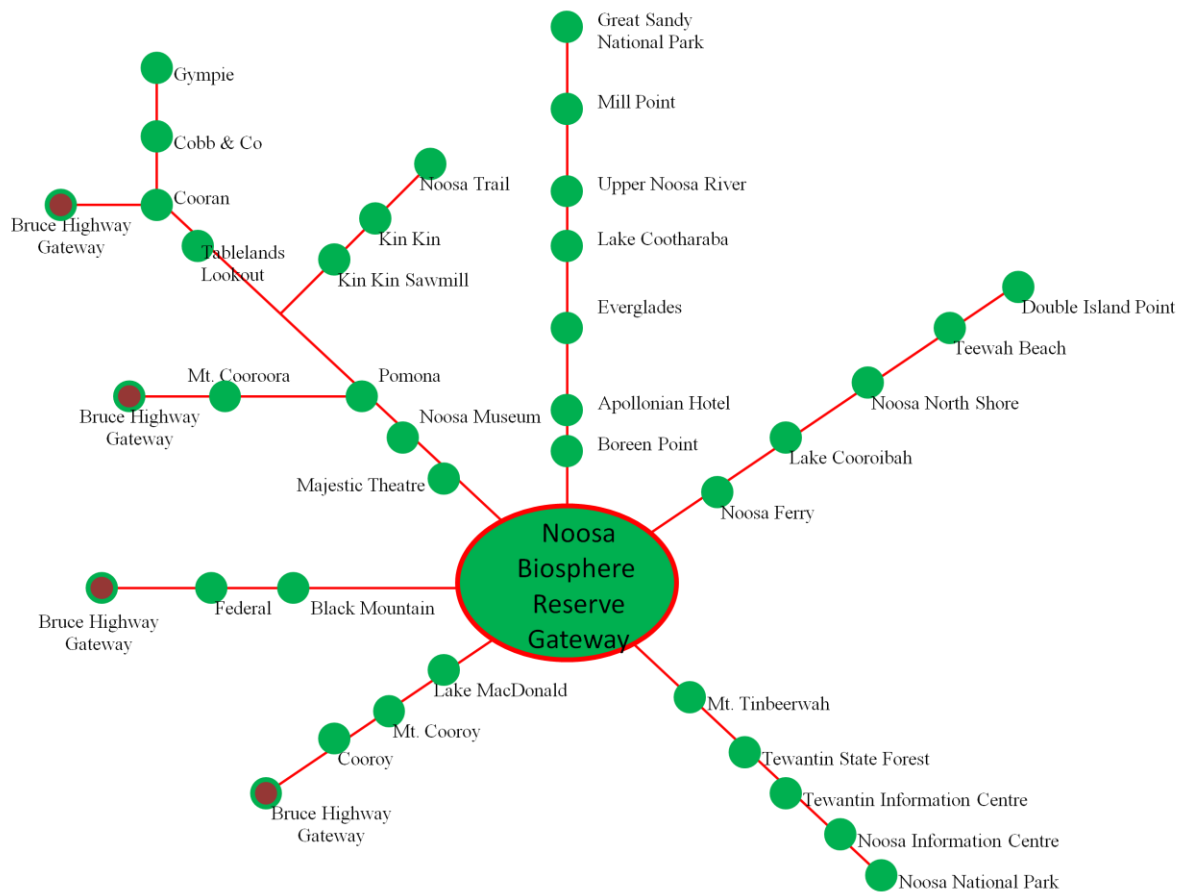 Great Sandy
National Park
Gympie
Mill Point
Cobb & Co
Noosa Trail
Cooran
Upper Noosa River
Bruce Highway
Gateway
Kin Kin
Lake Cootharaba
Tablelands
Lookout
Kin Kin Sawmill
Double Island Point
Everglades
Teewah Beach
Mt. Cooroora
Pomona
Noosa North Shore
Apollonian Hotel
Bruce Highway
Gateway
Noosa Museum
Boreen Point
Lake Cooroibah
Majestic Theatre
Noosa Ferry
Noosa
Biosphere
Reserve
Gateway
Federal
Black Mountain
Bruce Highway
Gateway
Lake MacDonald
Mt. Cooroy
Cooroy
Mt. Tinbeerwah
Tewantin State Forest
Tewantin Information Centre
Bruce Highway
Gateway
Noosa Information Centre
Noosa National Park